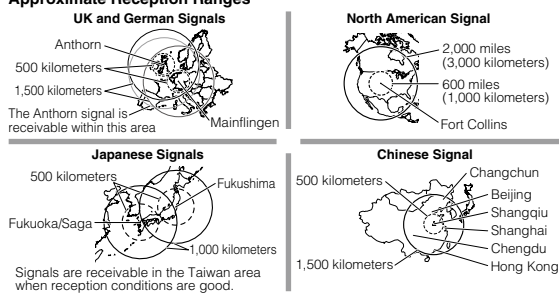 Approximate Reception Ranges
UK and German Signals
Anthorn
500 kilometers
1,500 kilometers
The Anthorn signal is
receivable within this area
Mainflingen
North American Signal
2,000 miles
(3,000 kilometers)
600 miles
(1,000 kilometers)
Fort Collins
Japanese Signals
500 kilometers
Fukushima
Fukuoka/Saga
1,000 kilometers
Signals are receivable in the Taiwan area
when reception conditions are good.
Chinese Signal
Changchun
500 kilometers
Beijing
Shangqiu
Shanghai
Chengdu
1,500 kilometers
Hong Kong